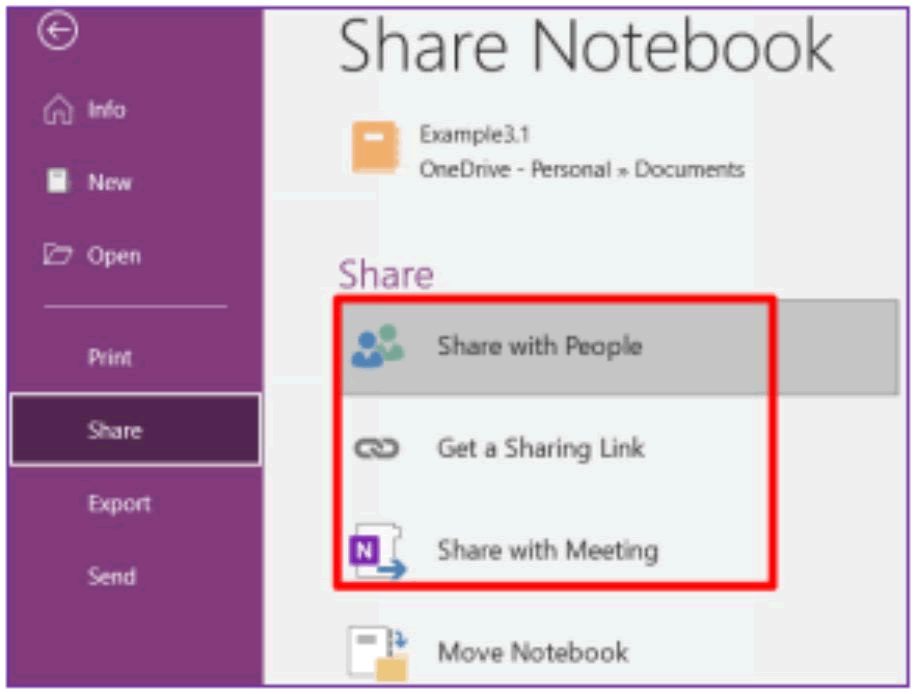 Share Notebook
Info
Example3.1
OneDrive - Personal » Documents
New
Open
Share
Share with People
Print
Share
Get a Sharing Link
Export
N
Share with Meeting
Send
Move Notebook